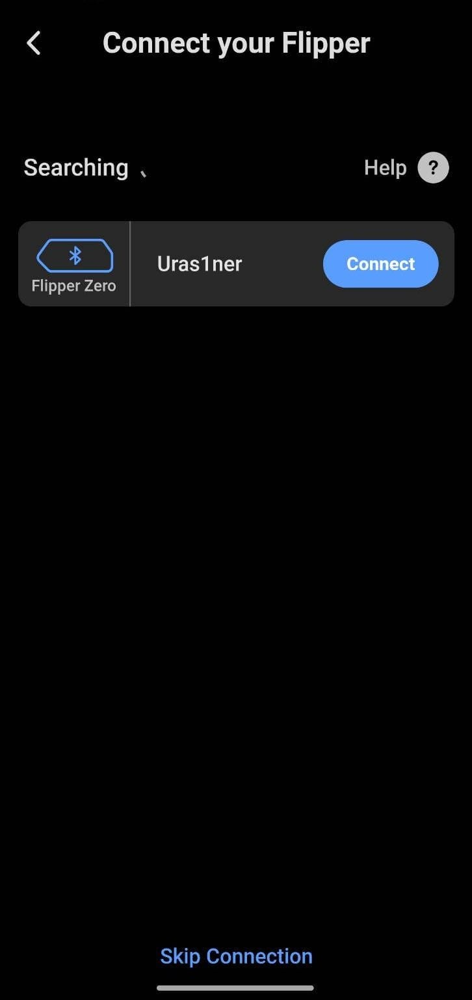 Connect your Flipper
Searching
Help ?
Flipper Zero
Uras1ner
Connect
Skip Connection